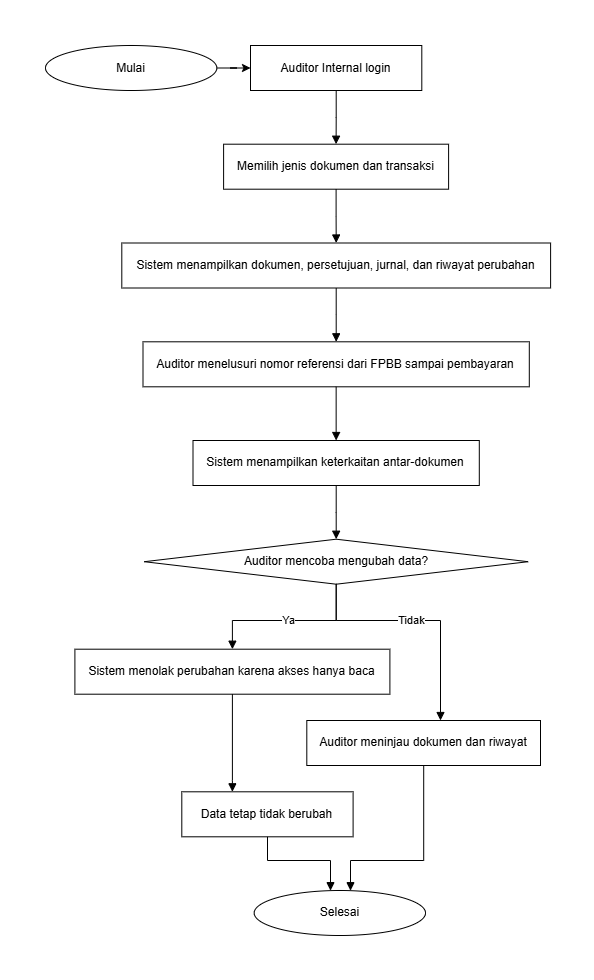 Mulai
Auditor Internal login
Memilih jenis dokumen dan transaksi
Sistem menampilkan dokumen, persetujuan, jurnal, dan riwayat perubahan
Auditor menelusuri nomor referensi dari FPBB sampai pembayaran
Sistem menampilkan keterkaitan antar-dokumen
Auditor mencoba mengubah data?
Ya
Tidak
Sistem menolak perubahan karena akses hanya baca
Auditor meninjau dokumen dan riwayat
Data tetap tidak berubah
Selesai